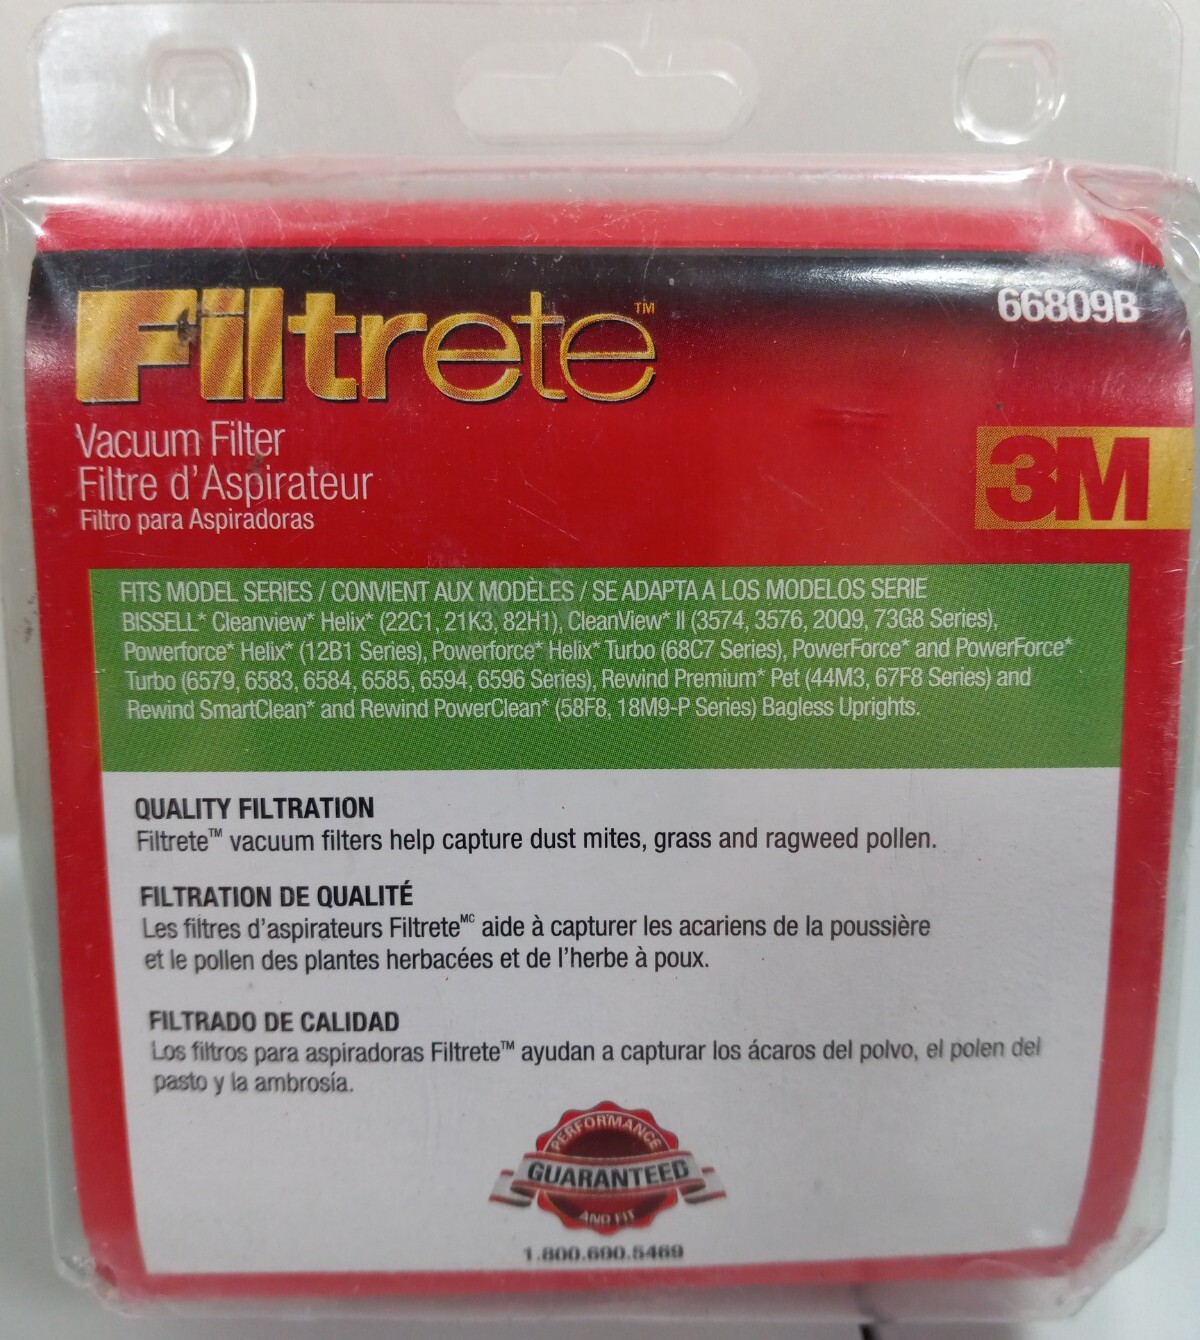 66809B
Filtrete™
Vacuum Filter
Filtre d'Aspirateur
Filtro para Aspiradoras
3M
FITS MODEL SERIES / CONVIENT AUX MODÈLES / SE ADAPTA A LOS MODELOS SERIE
BISSELL* Cleanview* Helix* (22C1, 21K3, 82H1), CleanView* II (3574, 3576, 20Q9, 73G8 Series),
Powerforce* Helix* (12B1 Series), Powerforce* Helix* Turbo (68C7 Series), PowerForce* and PowerForce*
Turbo (6579, 6583, 6584, 6585, 6594, 6596 Series), Rewind Premium* Pet (44M3, 67F8 Series) and
Rewind SmartClean* and Rewind PowerClean* (58F8, 18M9-P Series) Bagless Uprights.
QUALITY FILTRATION
Filtrete™ vacuum filters help capture dust mites, grass and ragweed pollen.
FILTRATION DE QUALITÉ
Les filtres d'aspirateurs Filtrete MC aide à capturer les acariens de la poussière
et le pollen des plantes herbacées et de l'herbe à poux.
FILTRADO DE CALIDAD
Los filtros para aspiradoras Filtrete™ ayudan a capturar los ácaros del polvo, el polen del
pasto y la ambrosía.
PERFORMANCE
GUARANTEED
AND FIT
1.800.690.5469